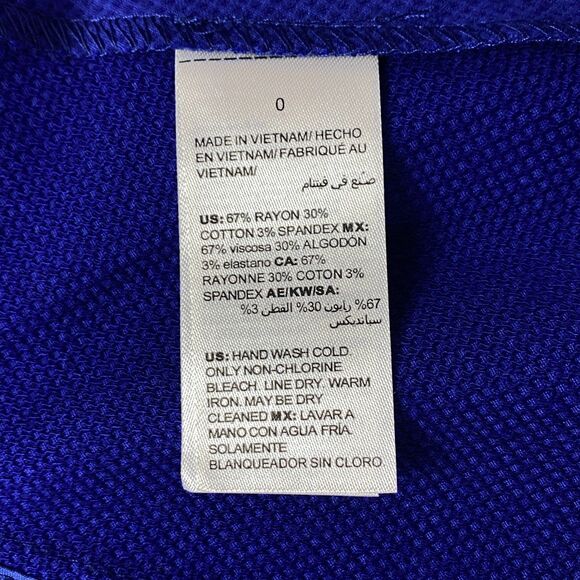 0
MADE IN VIETNAM/ HECHO
EN VIETNAM/ FABRIQUÉ AU
VIETNAM/
صنع في فيتنام
US: 67% RAYON 30%
COTTON 3% SPANDEX MX:
67% viscosa 30% ALGODÓN
3% elastano CA: 67%
RAYONNE 30% COTON 3%
SPANDEX AE/KW/SA:
67% رايون 30% القطن 3%
سبانديكس
US: HAND WASH COLD.
ONLY NON-CHLORINE
BLEACH. LINE DRY. WARM
IRON. MAY BE DRY
CLEANED MX: LAVAR A
MANO CON AGUA FRÍA.
SOLAMENTE
BLANQUEADOR SIN CLORO.